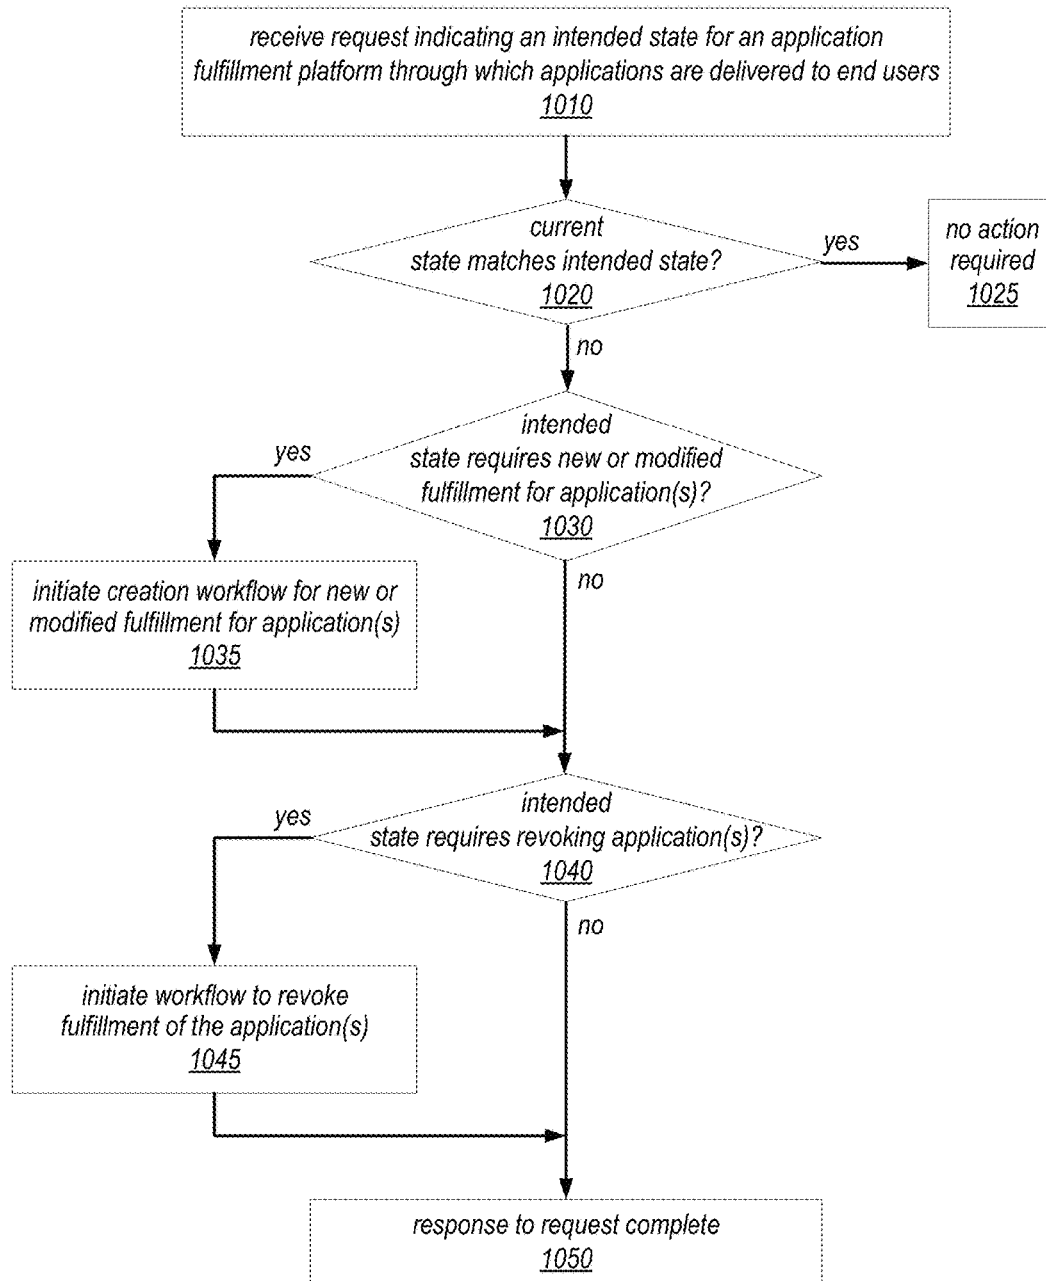 receive request indicating an intended state for an application
fulfillment platform through which applications are delivered to end users
1010
current
state matches intended state?
1020
yes
no action
required
1025
no
intended
state requires new or modified
fulfillment for application(s)?
1030
yes
no
initiate creation workflow for new or
modified fulfillment for application(s)
1035
intended
state requires revoking application(s)?
1040
yes
no
initiate workflow to revoke
fulfillment of the application(s)
1045
response to request complete
1050